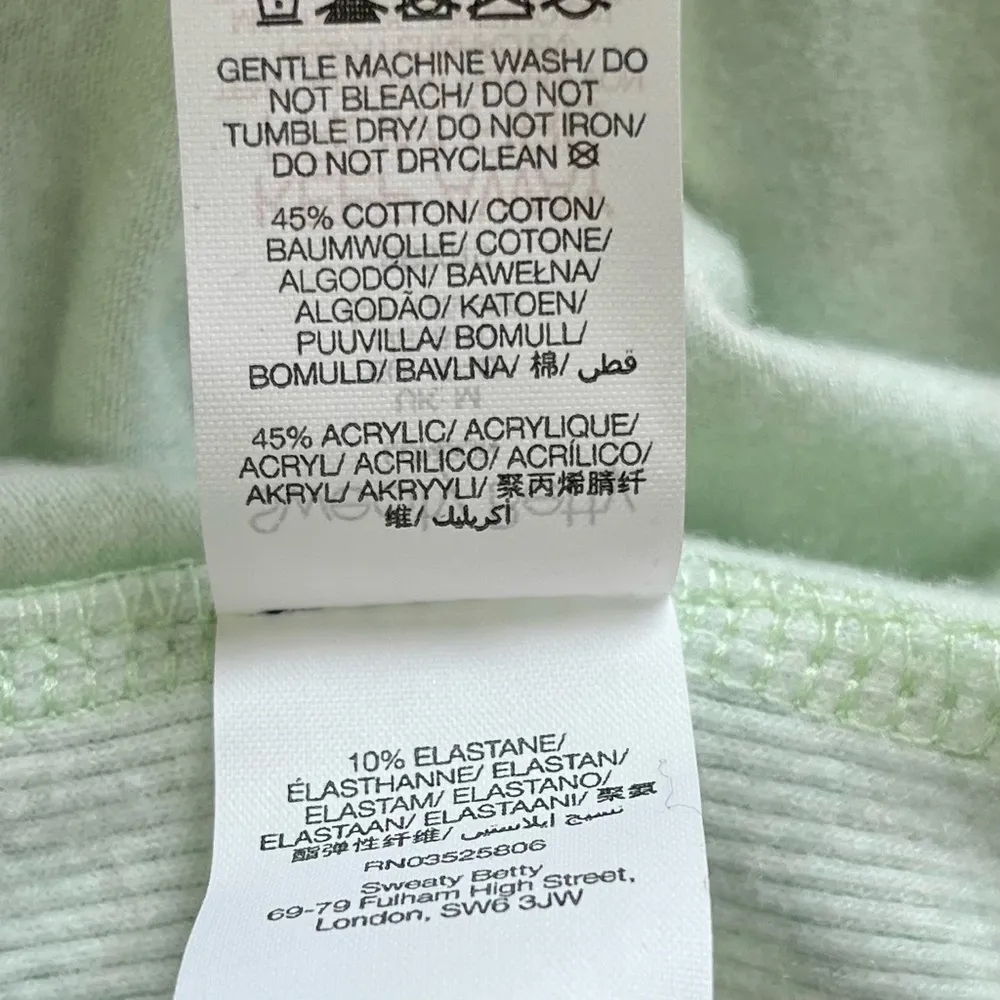 GENTLE MACHINE WASH/ DO
NOT BLEACH/ DO NOT
TUMBLE DRY/ DO NOT IRON/
DO NOT DRYCLEAN
45% COTTON/ COTON/
BAUMWOLLE/ COTONE/
ALGODÓN/ BAWEŁNA/
ALGODÃO/ KATOEN/
PUUVILLA/ BOMULL/
BOMULD/ BAVLNA/ 棉/ قطن
45% ACRYLIC/ ACRYLIQUE/
ACRYL/ ACRILICO/ ACRÍLICO/
AKRYL/ AKRYYLI/ 聚丙烯腈纤
维/ أكريليك
10% ELASTANE/
ÉLASTHANNE/ ELASTAN/
ELASTAM/ ELASTANO/
ELASTAAN/ ELASTAANI/ 聚氨
酯弹性纤维/ نسيج ايلاستيي
RN03525806
Sweaty Betty
69-79 Fulham High Street,
London, SW6 3JW